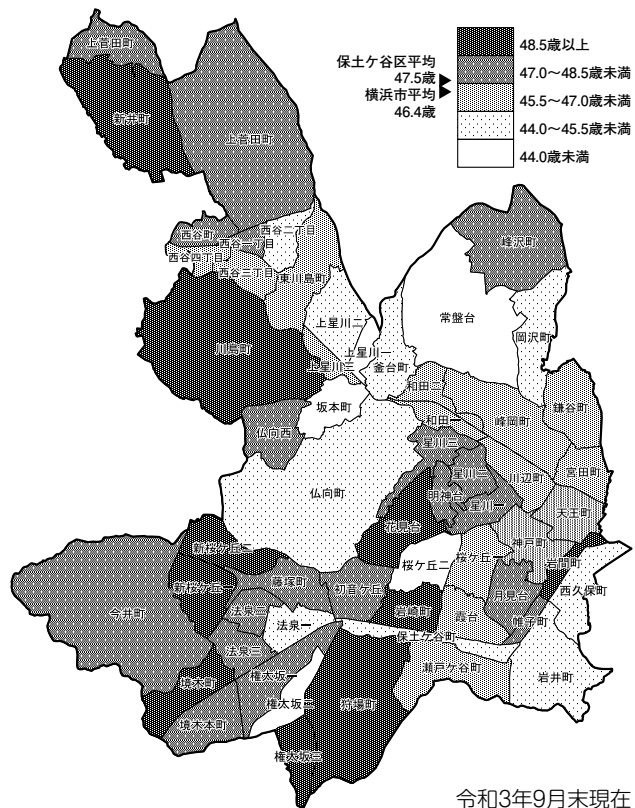 48.5歳以上
47.0～48.5歳未満
45.5～47.0歳未満
44.0～45.5歳未満
44.0歳未満
保土ケ谷区平均
47.5歳
横浜市平均
46.4歳
上菅田町
新井町
上菅田町
西谷町
西谷一丁目
西谷二丁目
西谷四丁目
西谷三丁目
東川島町
峰沢町
常盤台
岡沢町
川島町
上星川二
上星川一
上星川三
釜台町
坂本町
和田二
和田一
峰岡町
鎌谷町
仏向西
仏向町
星川三
星川二
川辺町
宮田町
明神台
星川一
天王町
花見台
神戸町
新桜ケ丘二
桜ケ丘二
桜ケ丘一
岩間町
新桜ケ丘一
藤塚町
初音ケ丘
月見台
西久保町
今井町
法泉二
法泉一
岩崎町
霞台
帷子町
保土ケ谷町
法泉三
瀬戸ケ谷町
岩井町
境木町
権太坂一
権太坂二
狩場町
境木本町
権太坂三
令和3年9月末現在